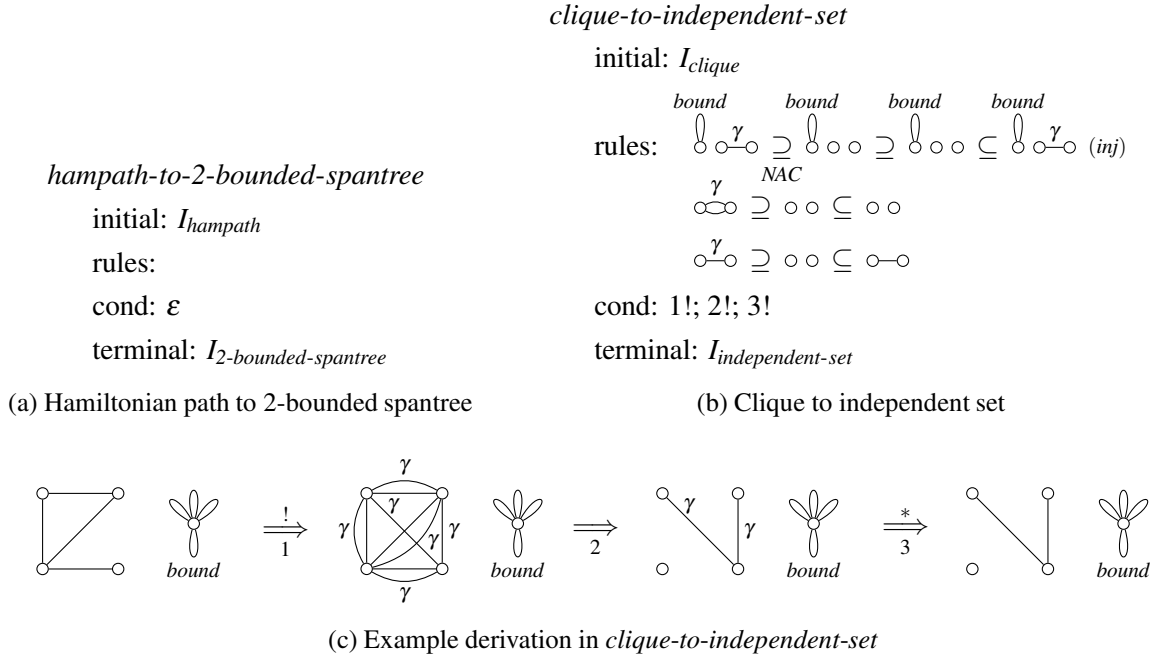 hampath-to-2-bounded-spantree
initial: I_hampath
rules:
cond: ε
terminal: I_2-bounded-spantree
(a) Hamiltonian path to 2-bounded spantree
clique-to-independent-set
initial: I_clique
bound bound bound bound
rules: γ ⊇ ⊇ ⊆ γ (inj)
NAC
γ ⊇ ⊆
γ ⊇ ⊆
cond: 1!; 2!; 3!
terminal: I_independent-set
(b) Clique to independent set
bound
! ⟹ 1
γ γ γ γ γ γ
bound
⟹ 2
γ γ
bound
* ⟹ 3
bound
(c) Example derivation in clique-to-independent-set